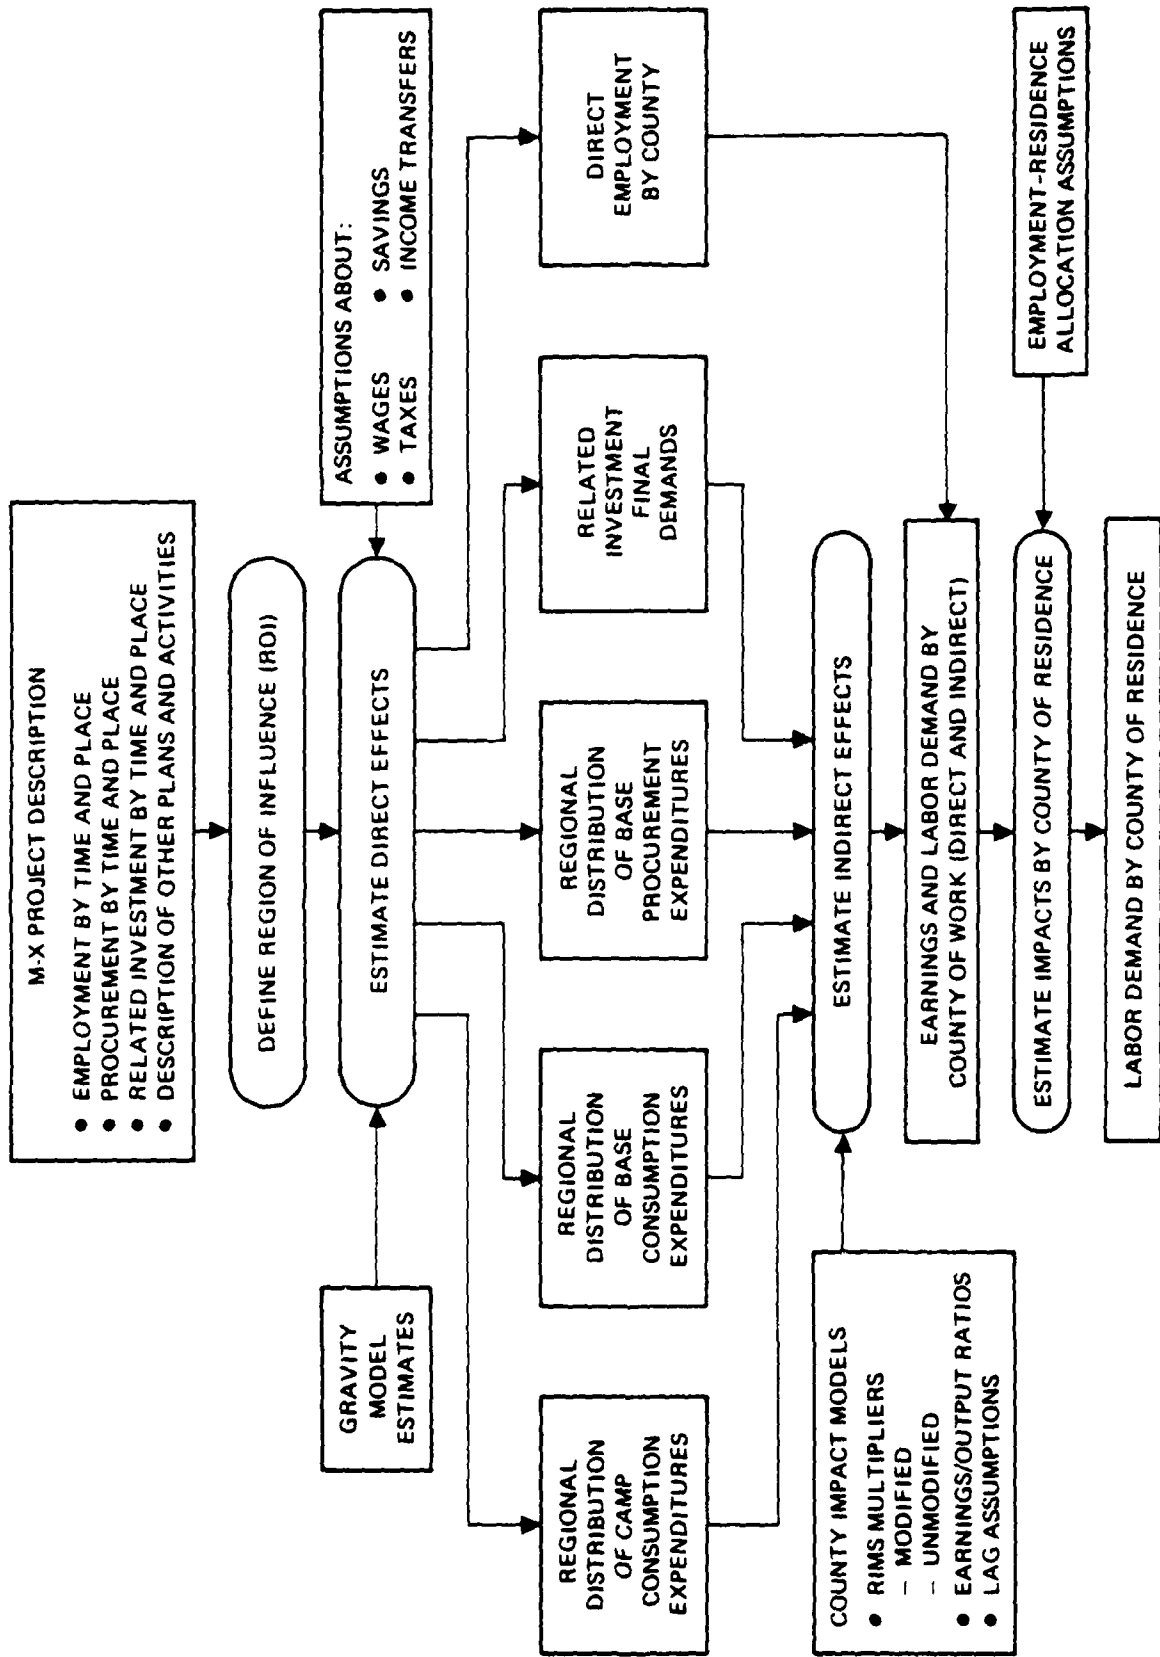 M-X PROJECT DESCRIPTION
● EMPLOYMENT BY TIME AND PLACE
● PROCUREMENT BY TIME AND PLACE
● RELATED INVESTMENT BY TIME AND PLACE
● DESCRIPTION OF OTHER PLANS AND ACTIVITIES
DEFINE REGION OF INFLUENCE (ROI)
GRAVITY
MODEL
ESTIMATES
ESTIMATE DIRECT EFFECTS
ASSUMPTIONS ABOUT:
● WAGES ● SAVINGS
● TAXES ● INCOME TRANSFERS
REGIONAL
DISTRIBUTION
OF CAMP
CONSUMPTION
EXPENDITURES
REGIONAL
DISTRIBUTION
OF BASE
CONSUMPTION
EXPENDITURES
REGIONAL
DISTRIBUTION
OF BASE
PROCUREMENT
EXPENDITURES
RELATED
INVESTMENT
FINAL
DEMANDS
DIRECT
EMPLOYMENT
BY COUNTY
COUNTY IMPACT MODELS
● RIMS MULTIPLIERS
– MODIFIED
– UNMODIFIED
● EARNINGS/OUTPUT RATIOS
● LAG ASSUMPTIONS
ESTIMATE INDIRECT EFFECTS
EARNINGS AND LABOR DEMAND BY
COUNTY OF WORK (DIRECT AND INDIRECT)
ESTIMATE IMPACTS BY COUNTY OF RESIDENCE
EMPLOYMENT-RESIDENCE
ALLOCATION ASSUMPTIONS
LABOR DEMAND BY COUNTY OF RESIDENCE